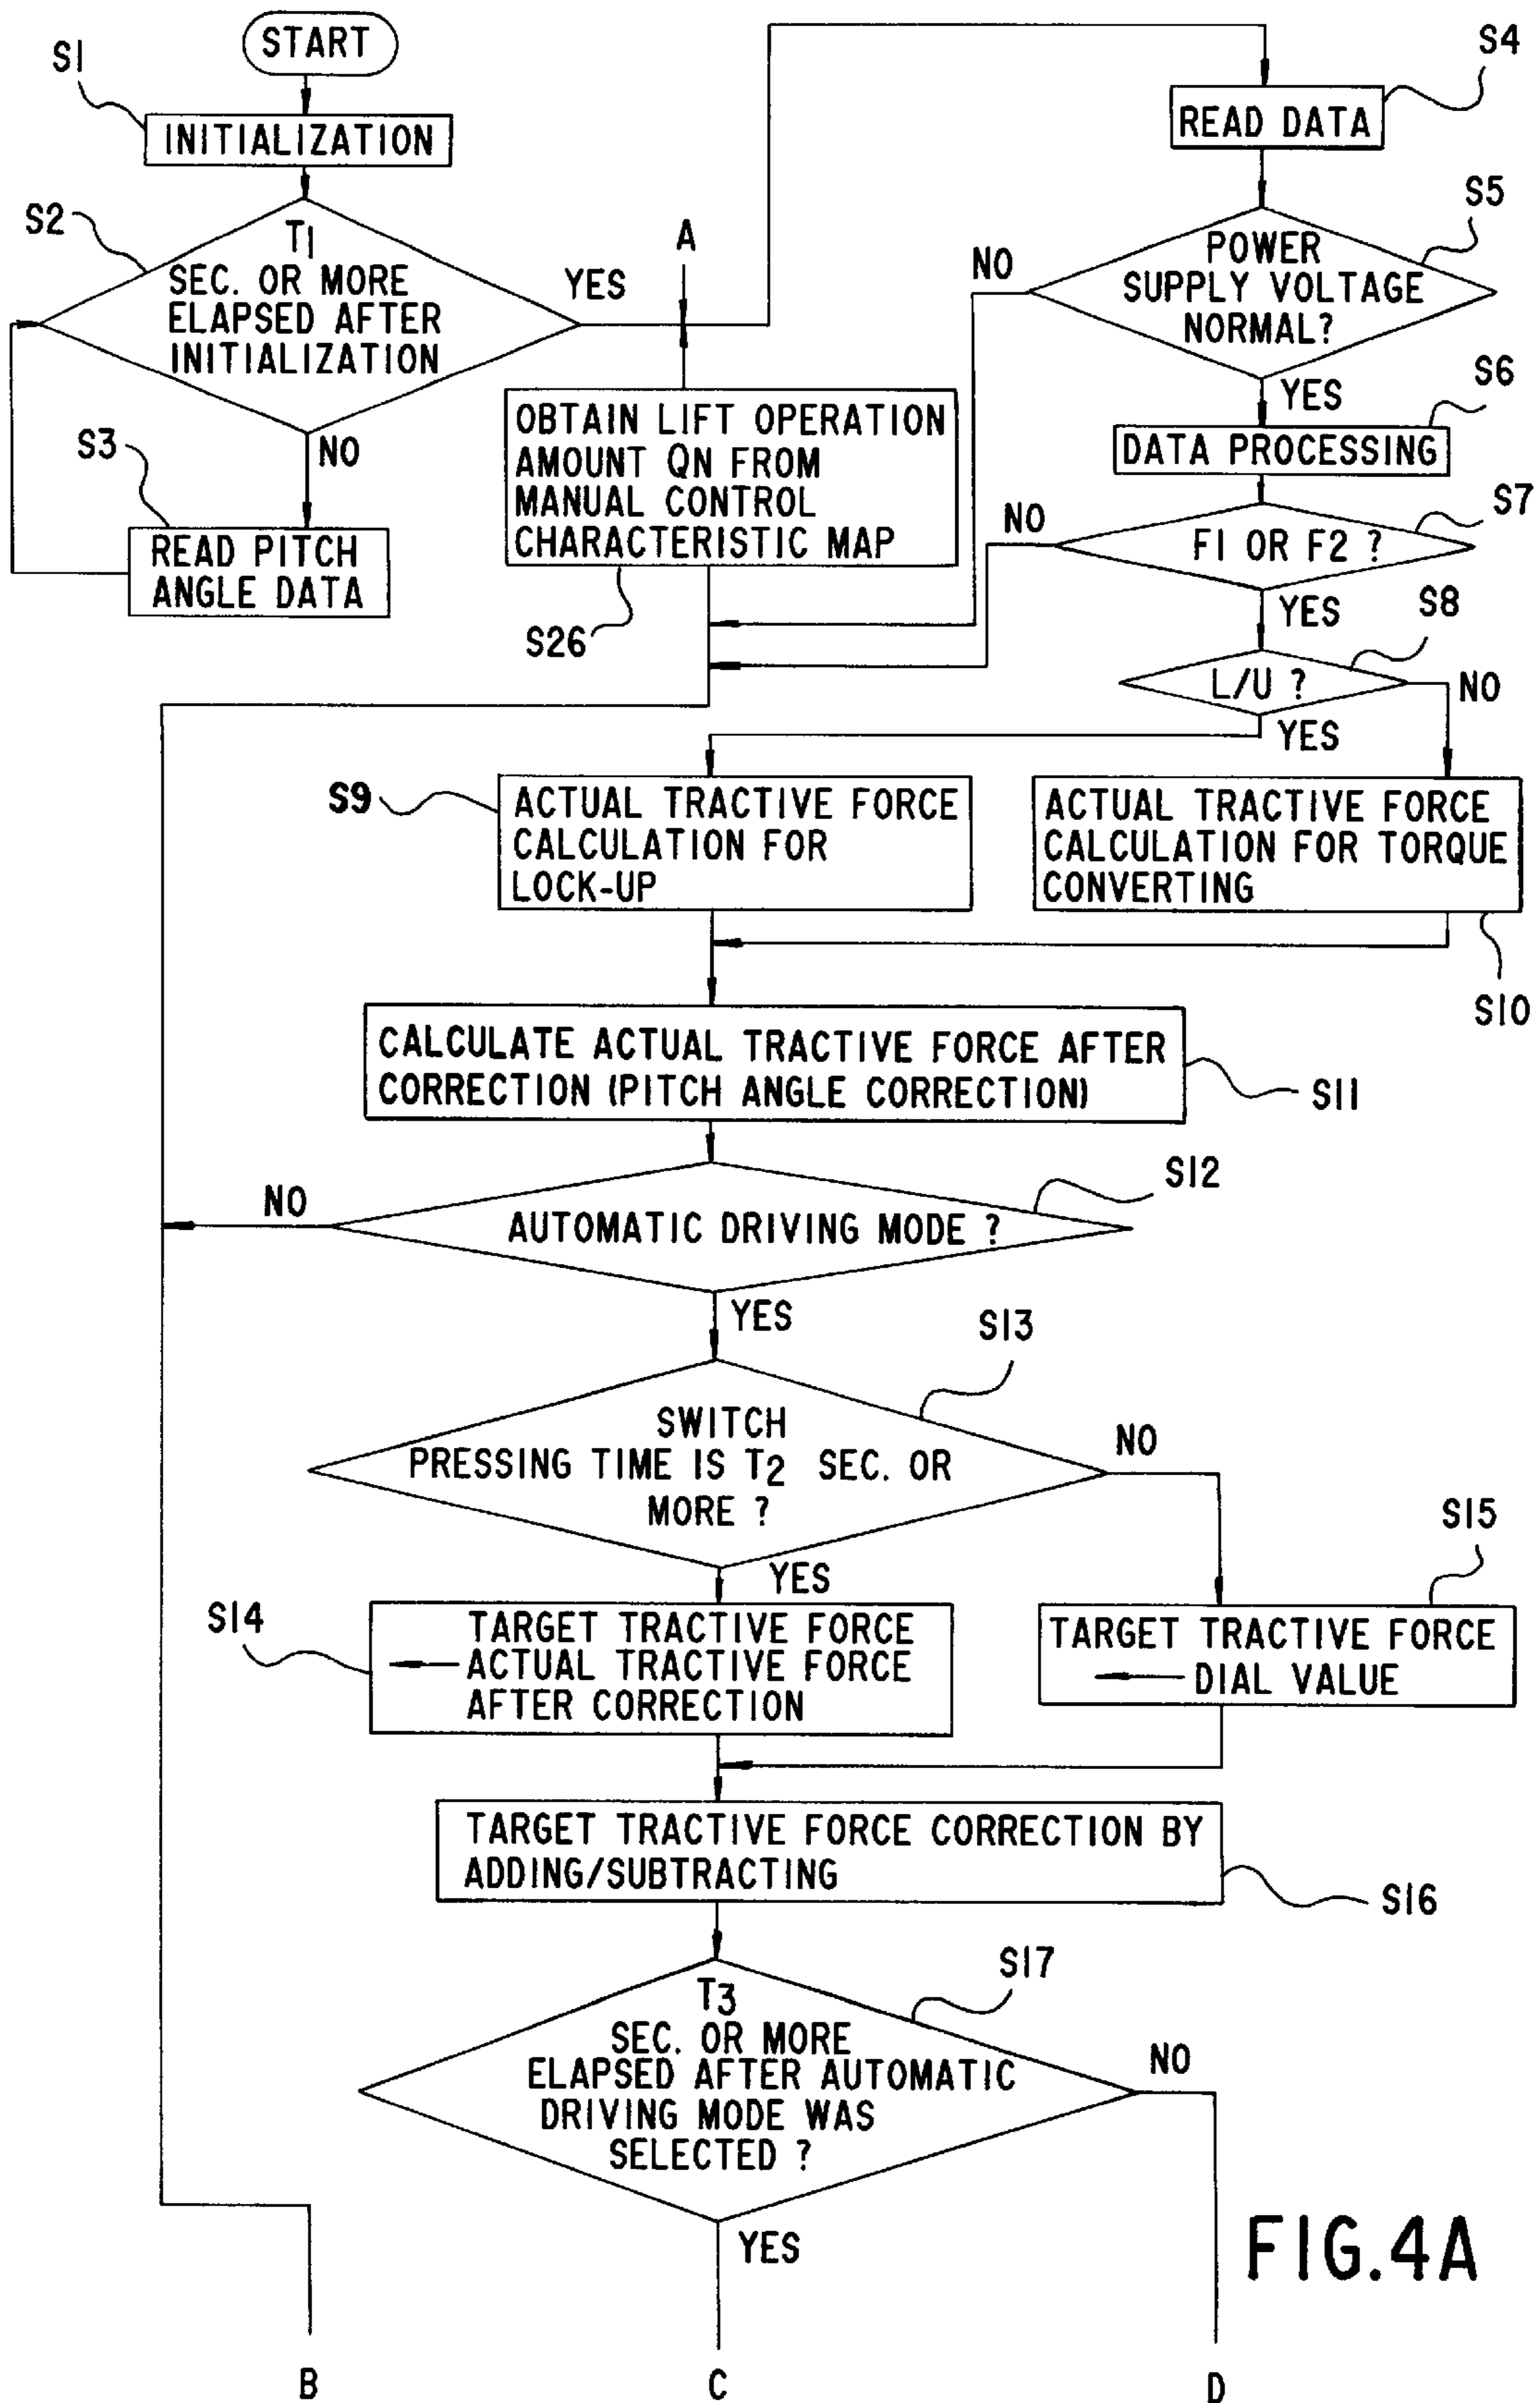 START
S1
INITIALIZATION
S2
T1
SEC. OR MORE
ELAPSED AFTER
INITIALIZATION
YES
NO
S3
READ PITCH
ANGLE DATA
A
OBTAIN LIFT OPERATION
AMOUNT QN FROM
MANUAL CONTROL
CHARACTERISTIC MAP
S26
S4
READ DATA
S5
POWER
SUPPLY VOLTAGE
NORMAL?
NO
YES
S6
DATA PROCESSING
S7
F1 OR F2 ?
NO
YES
S8
L/U ?
NO
YES
S9
ACTUAL TRACTIVE FORCE
CALCULATION FOR
LOCK-UP
ACTUAL TRACTIVE FORCE
CALCULATION FOR TORQUE
CONVERTING
S10
CALCULATE ACTUAL TRACTIVE FORCE AFTER
CORRECTION (PITCH ANGLE CORRECTION)
S11
S12
NO
AUTOMATIC DRIVING MODE ?
YES
S13
SWITCH
PRESSING TIME IS T2 SEC. OR
MORE ?
NO
YES
S14
TARGET TRACTIVE FORCE
← ACTUAL TRACTIVE FORCE
AFTER CORRECTION
S15
TARGET TRACTIVE FORCE
← DIAL VALUE
TARGET TRACTIVE FORCE CORRECTION BY
ADDING/SUBTRACTING
S16
S17
T3
SEC. OR MORE
ELAPSED AFTER AUTOMATIC
DRIVING MODE WAS
SELECTED ?
NO
YES
FIG.4A
B
C
D